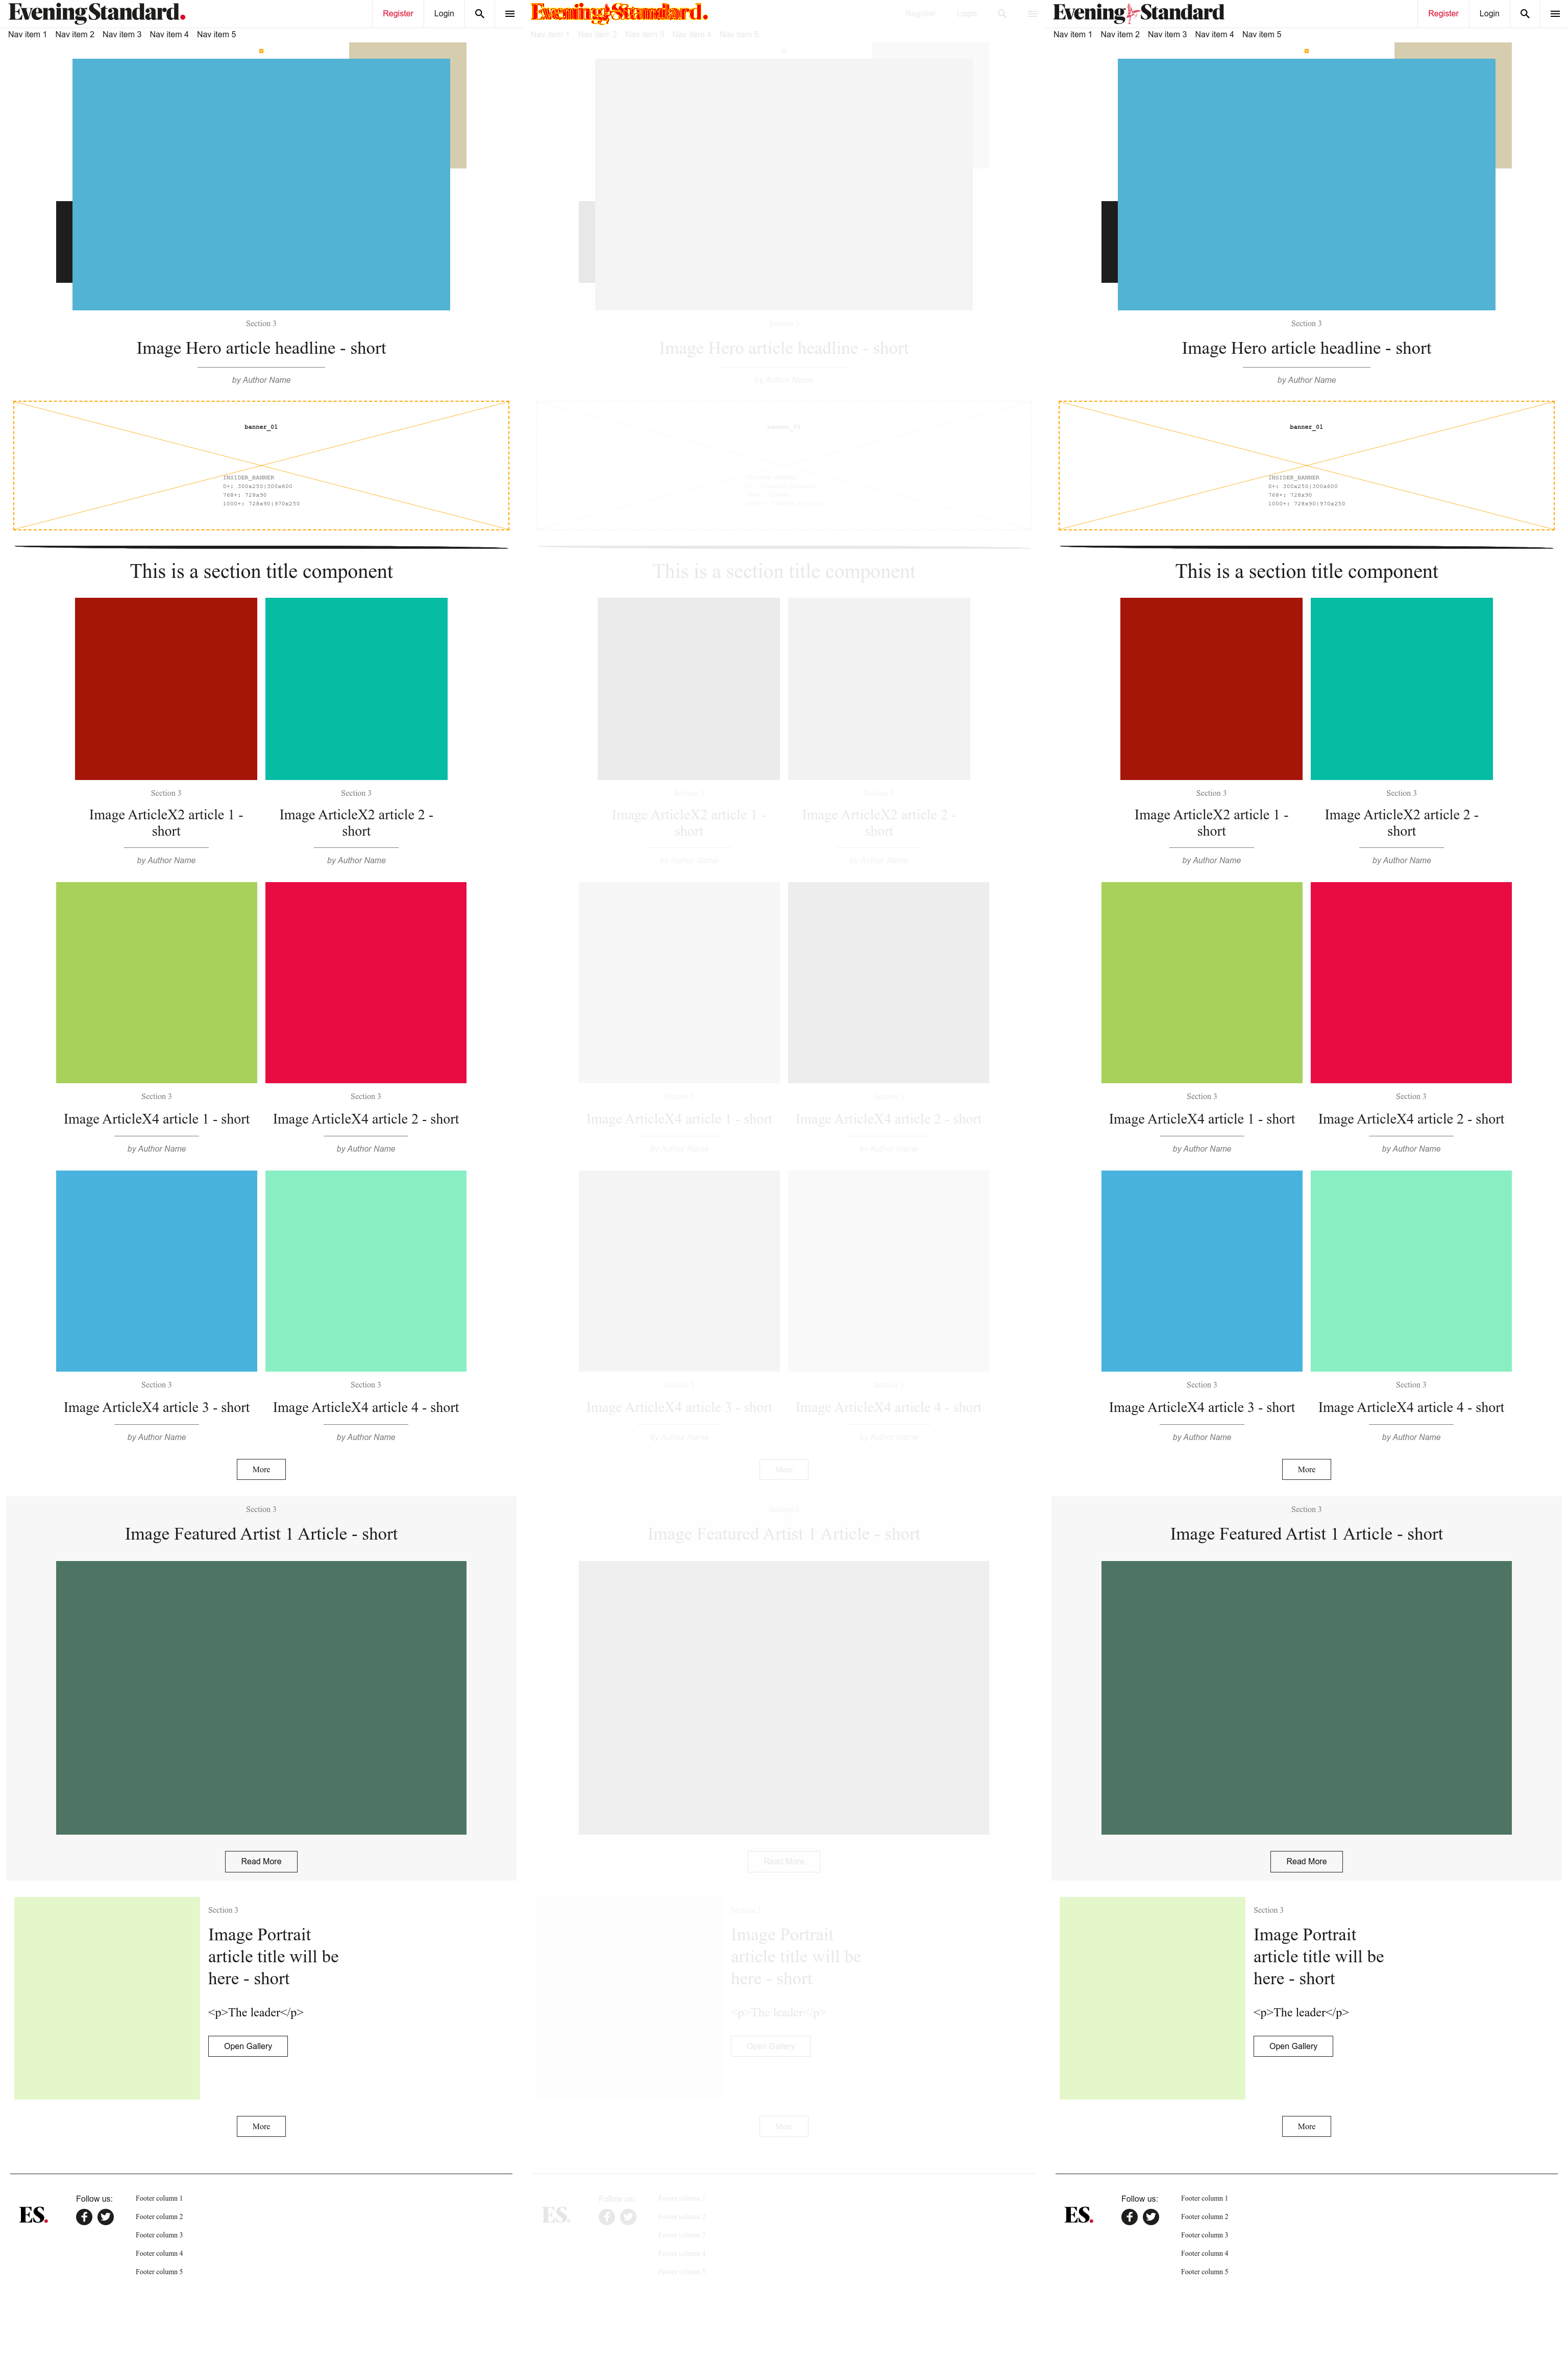 Evening Standard.
Register
Login
Nav item 1 Nav item 2 Nav item 3 Nav item 4 Nav item 5
Section 3
Image Hero article headline - short
by Author Name
banner_01
INSIDER_BANNER
0+: 300x250|300x600
768+: 728x90
1000+: 728x90|970x250
This is a section title component
Section 3
Image ArticleX2 article 1 -
short
by Author Name
Section 3
Image ArticleX2 article 2 -
short
by Author Name
Section 3
Image ArticleX4 article 1 - short
by Author Name
Section 3
Image ArticleX4 article 2 - short
by Author Name
Section 3
Image ArticleX4 article 3 - short
by Author Name
Section 3
Image ArticleX4 article 4 - short
by Author Name
More
Section 3
Image Featured Artist 1 Article - short
Read More
Section 3
Image Portrait
article title will be
here - short
<p>The leader</p>
Open Gallery
More
ES.
Follow us:
Footer column 1
Footer column 2
Footer column 3
Footer column 4
Footer column 5
Evening Standard.
Register
Login
Nav item 1 Nav item 2 Nav item 3 Nav item 4 Nav item 5
Section 3
Image Hero article headline - short
by Author Name
banner_01
This is a section title component
Section 3
Image ArticleX2 article 1 -
short
by Author Name
Section 3
Image ArticleX2 article 2 -
short
by Author Name
Section 3
Image ArticleX4 article 1 - short
by Author Name
Section 3
Image ArticleX4 article 2 - short
by Author Name
Section 3
Image ArticleX4 article 3 - short
by Author Name
Section 3
Image ArticleX4 article 4 - short
by Author Name
More
Section 3
Image Featured Artist 1 Article - short
Read More
Section 3
Image Portrait
article title will be
here - short
<p>The leader</p>
Open Gallery
More
ES.
Follow us:
Footer column 1
Footer column 2
Footer column 3
Footer column 4
Footer column 5
Evening Standard
Register
Login
Nav item 1 Nav item 2 Nav item 3 Nav item 4 Nav item 5
Section 3
Image Hero article headline - short
by Author Name
banner_01
INSIDER_BANNER
0+: 300x250|300x600
768+: 728x90
1000+: 728x90|970x250
This is a section title component
Section 3
Image ArticleX2 article 1 -
short
by Author Name
Section 3
Image ArticleX2 article 2 -
short
by Author Name
Section 3
Image ArticleX4 article 1 - short
by Author Name
Section 3
Image ArticleX4 article 2 - short
by Author Name
Section 3
Image ArticleX4 article 3 - short
by Author Name
Section 3
Image ArticleX4 article 4 - short
by Author Name
More
Section 3
Image Featured Artist 1 Article - short
Read More
Section 3
Image Portrait
article title will be
here - short
<p>The leader</p>
Open Gallery
More
ES.
Follow us:
Footer column 1
Footer column 2
Footer column 3
Footer column 4
Footer column 5